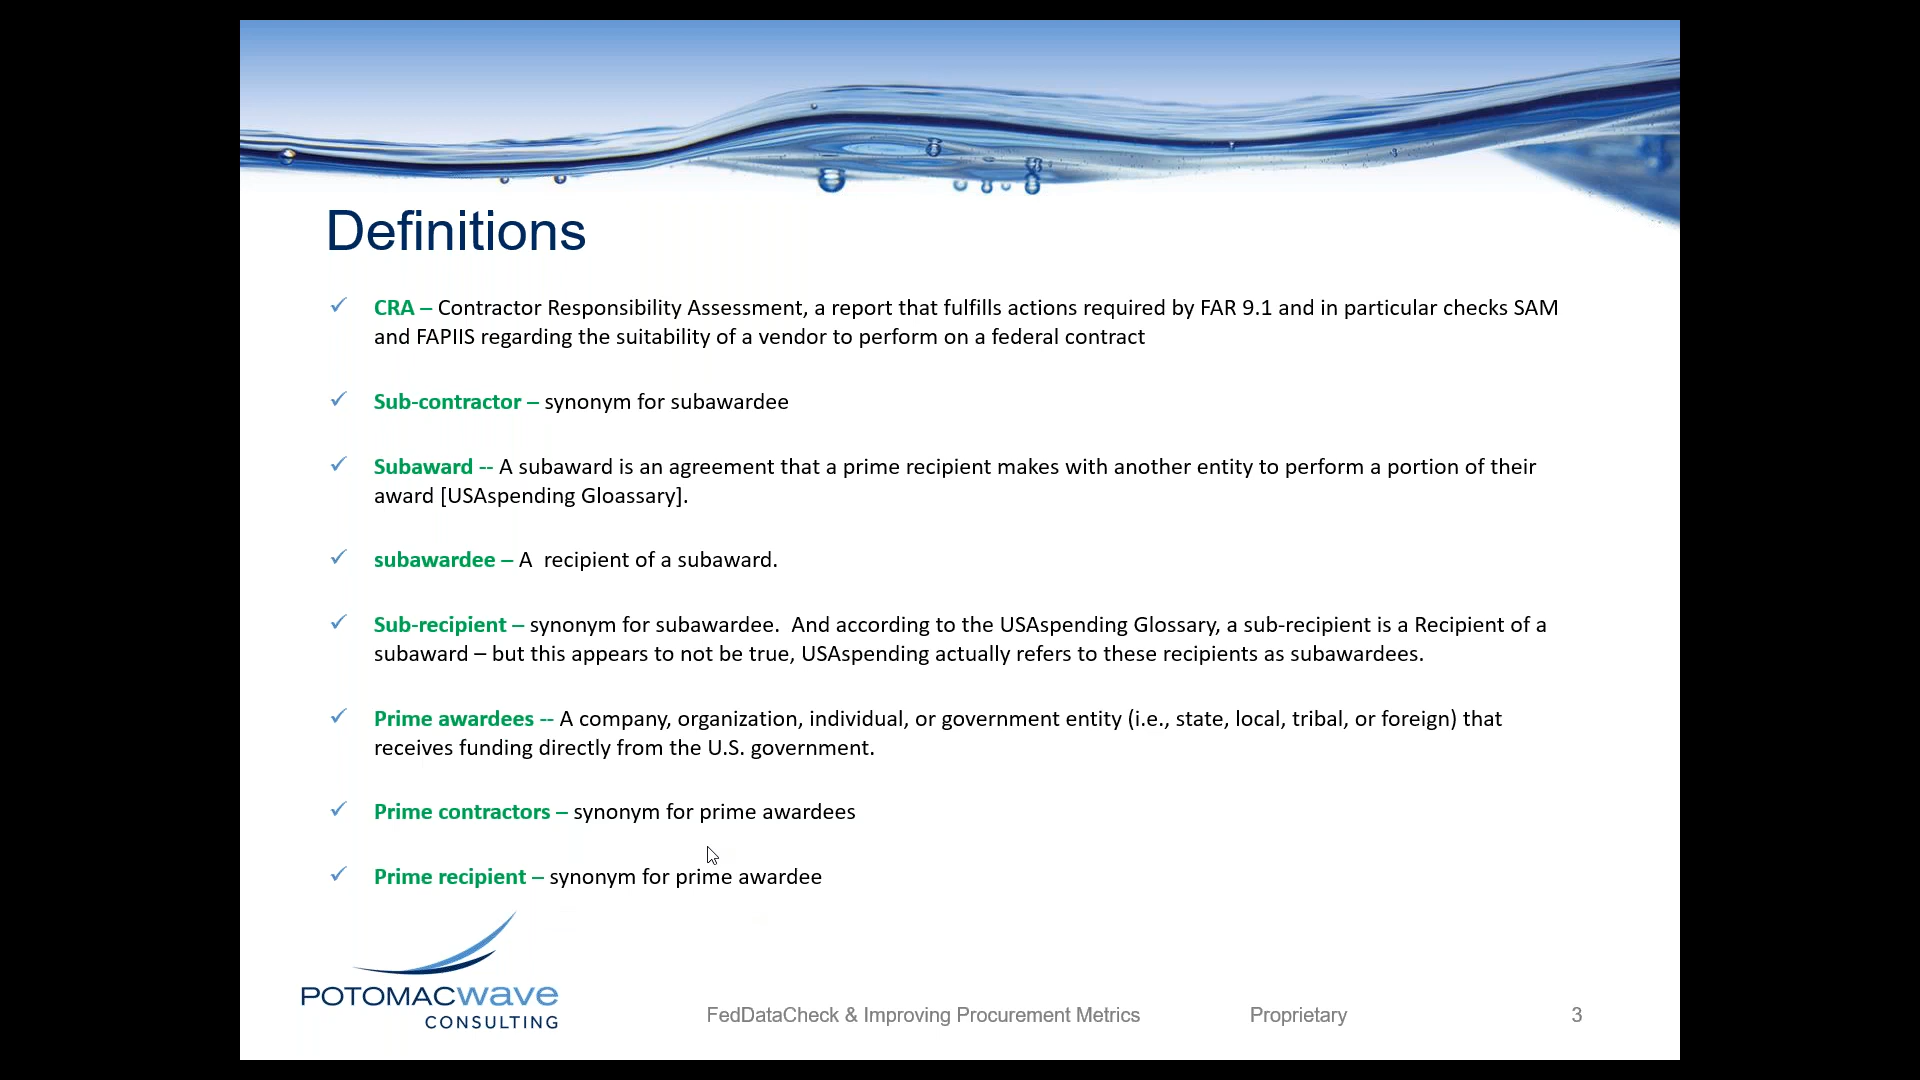 Definitions
CRA – Contractor Responsibility Assessment, a report that fulfills actions required by FAR 9.1 and in particular checks SAM
and FAPIIS regarding the suitability of a vendor to perform on a federal contract
Sub-contractor – synonym for subawardee
Subaward -- A subaward is an agreement that a prime recipient makes with another entity to perform a portion of their
award [USAspending Gloassary].
subawardee – A  recipient of a subaward.
Sub-recipient – synonym for subawardee.  And according to the USAspending Glossary, a sub-recipient is a Recipient of a
subaward – but this appears to not be true, USAspending actually refers to these recipients as subawardees.
Prime awardees -- A company, organization, individual, or government entity (i.e., state, local, tribal, or foreign) that
receives funding directly from the U.S. government.
Prime contractors – synonym for prime awardees
Prime recipient – synonym for prime awardee
POTOMACwave
CONSULTING
FedDataCheck & Improving Procurement Metrics
Proprietary
3